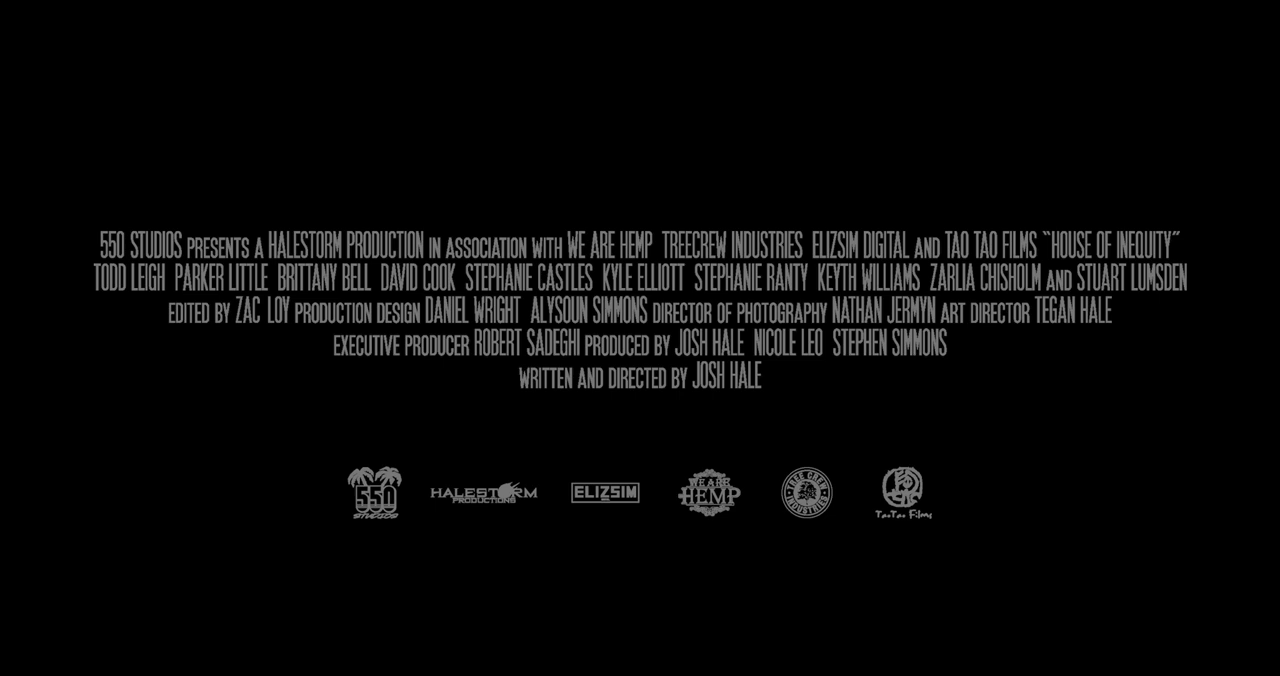 550 STUDIOS PRESENTS A HALESTORM PRODUCTION IN ASSOCIATION WITH WE ARE HEMP TREECREW INDUSTRIES ELIZSIM DIGITAL AND TAO TAO FILMS “HOUSE OF INEQUITY”
TODD LEIGH PARKER LITTLE BRITTANY BELL DAVID COOK STEPHANIE CASTLES KYLE ELLIOTT STEPHANIE RANTY KEYTH WILLIAMS ZARLIA CHISHOLM AND STUART LUMSDEN
EDITED BY ZAC LOY PRODUCTION DESIGN DANIEL WRIGHT ALYSOUN SIMMONS DIRECTOR OF PHOTOGRAPHY NATHAN JERMYN ART DIRECTOR TEGAN HALE
EXECUTIVE PRODUCER ROBERT SADEGHI PRODUCED BY JOSH HALE NICOLE LEO STEPHEN SIMMONS
WRITTEN AND DIRECTED BY JOSH HALE
550
STUDIOS
HALESTORM
PRODUCTIONS
ELIZSIM
WE ARE
HEMP
TREE CREW
INDUSTRIES
TaoTao Films